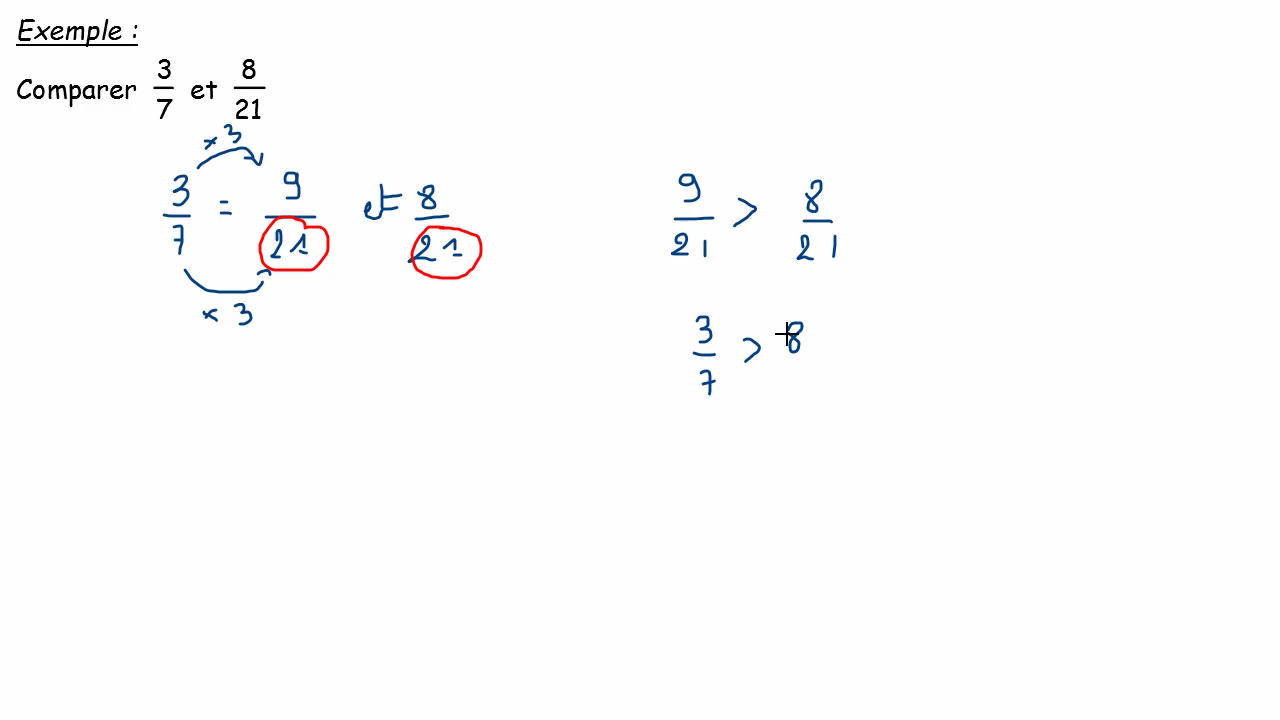 Exemple :
Comparer 3/7 et 8/21
× 3
3/7 = 9/21 et 8/21
× 3
9/21 > 8/21
3/7 > 8